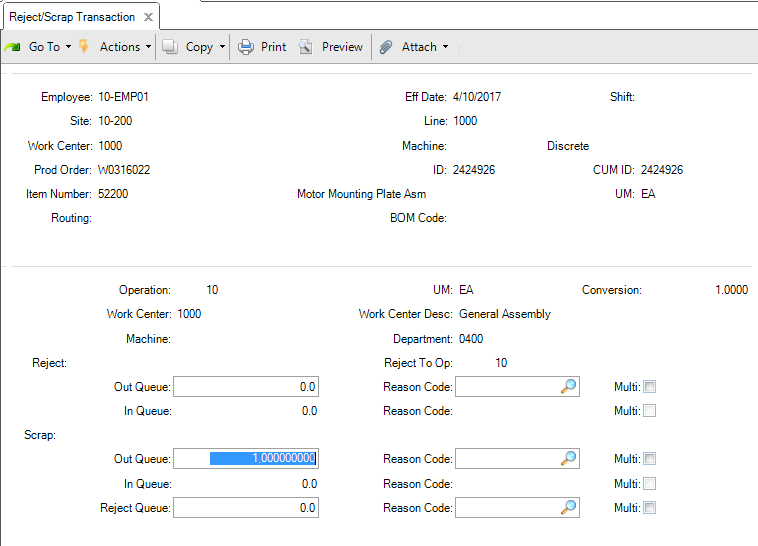 Reject/Scrap Transaction
Go To Actions Copy Print Preview Attach
Employee: 10-EMP01 Eff Date: 4/10/2017 Shift:
Site: 10-200 Line: 1000
Work Center: 1000 Machine: Discrete
Prod Order: W0316022 ID: 2424926 CUM ID: 2424926
Item Number: 52200 Motor Mounting Plate Asm UM: EA
Routing: BOM Code:
Operation: 10 UM: EA Conversion: 1.0000
Work Center: 1000 Work Center Desc: General Assembly
Machine: Department: 0400
Reject: Reject To Op: 10
Out Queue: 0.0 Reason Code: Multi:
In Queue: 0.0 Reason Code: Multi:
Scrap:
Out Queue: 1.000000000 Reason Code: Multi:
In Queue: 0.0 Reason Code: Multi:
Reject Queue: 0.0 Reason Code: Multi: